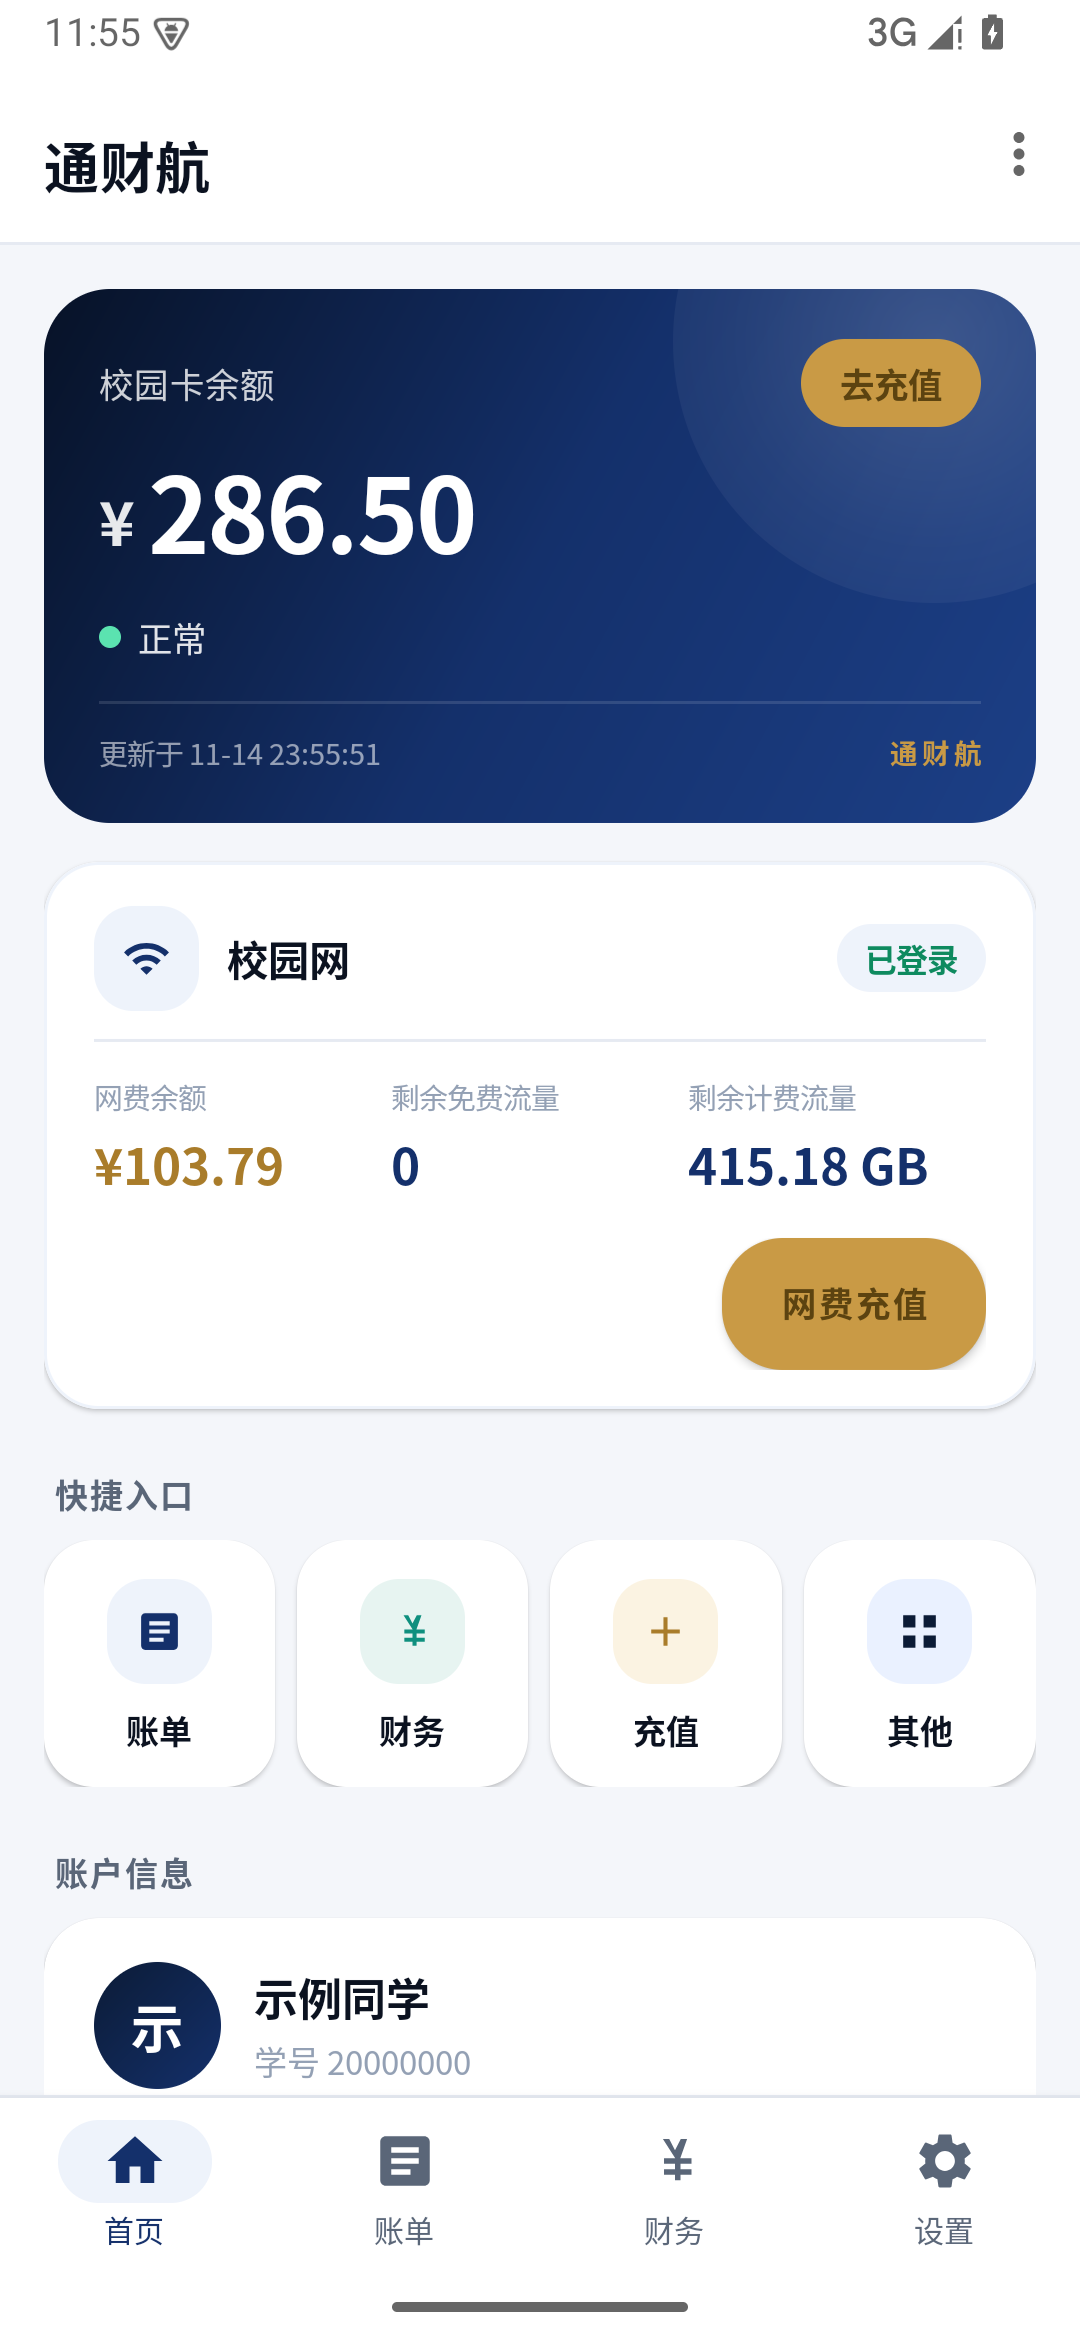 11:55
3G
通财航
校园卡余额
去充值
¥ 286.50
正常
更新于 11-14 23:55:51
通财航
校园网
已登录
网费余额
剩余免费流量
剩余计费流量
¥103.79
0
415.18 GB
网费充值
快捷入口
账单
财务
充值
其他
账户信息
示
示例同学
学号 20000000
首页
账单
财务
设置